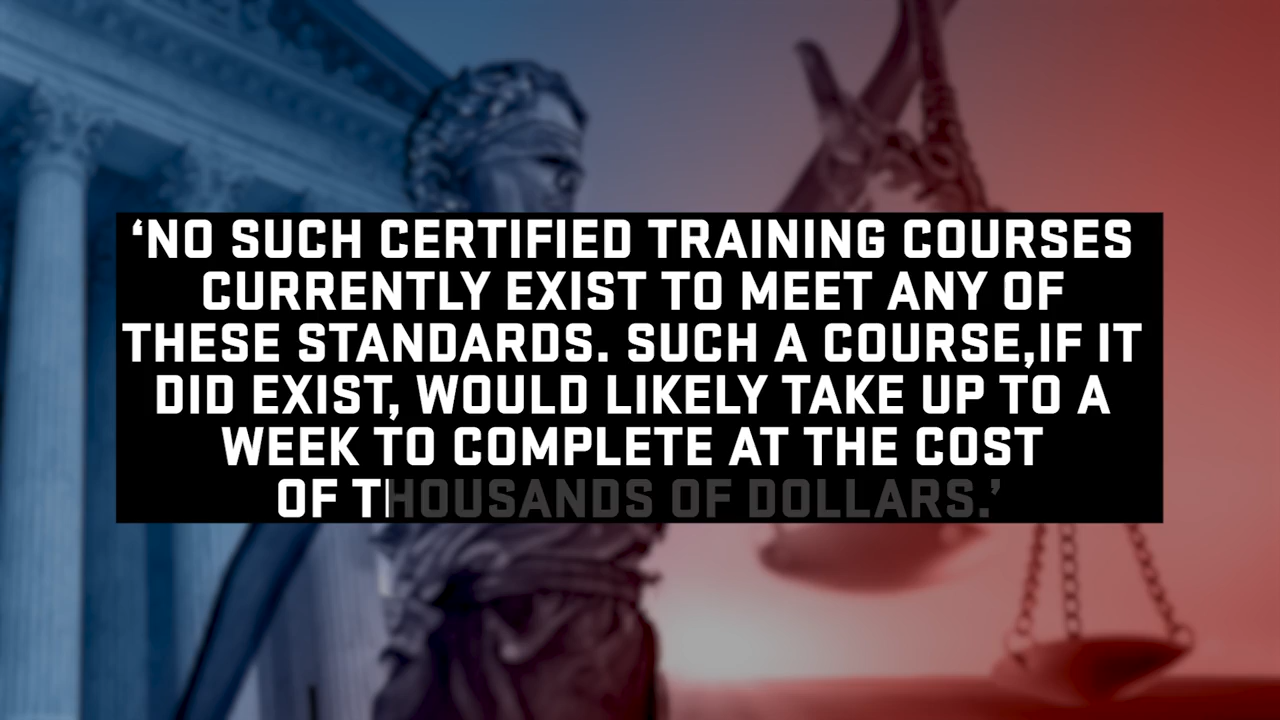 ‘NO SUCH CERTIFIED TRAINING COURSES
CURRENTLY EXIST TO MEET ANY OF
THESE STANDARDS. SUCH A COURSE,IF IT
DID EXIST, WOULD LIKELY TAKE UP TO A
WEEK TO COMPLETE AT THE COST
OF THOUSANDS OF DOLLARS.’